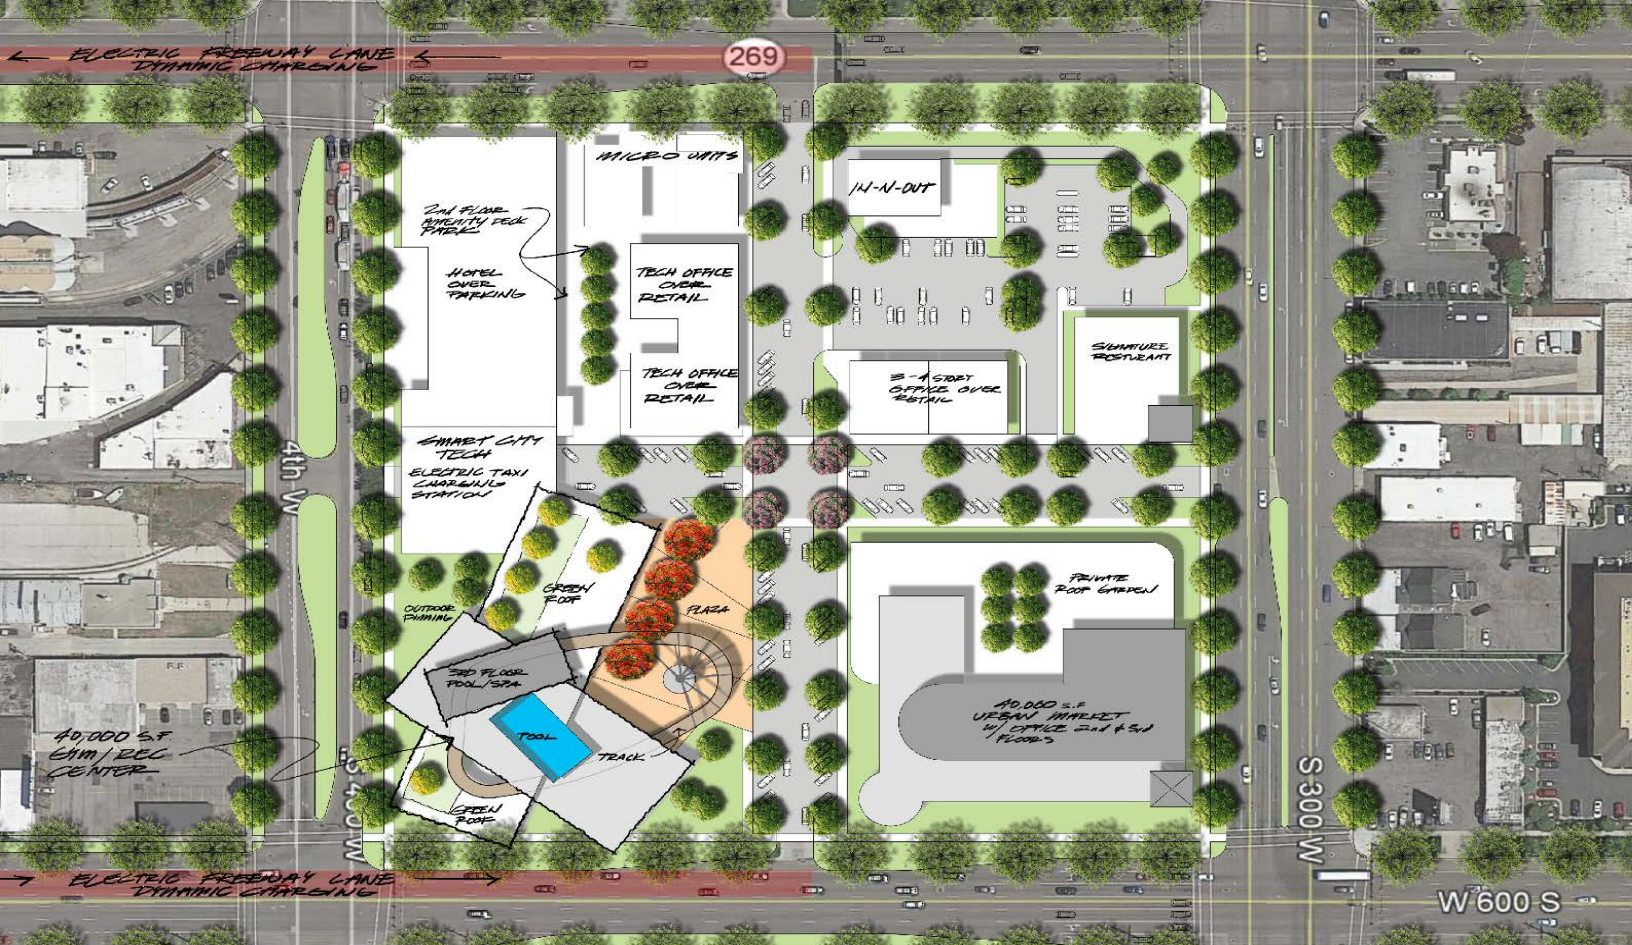 ← ELECTRIC FREEWAY LANE ←
DYNAMIC CHARGING
269
MICRO UNITS
IN-N-OUT
2nd FLOOR
AMENITY DECK
PARK
HOTEL
OVER
PARKING
TECH OFFICE
OVER
RETAIL
TECH OFFICE
OVER
RETAIL
3-4 STORY
OFFICE OVER
RETAIL
SIGNATURE
RESTURANT
SMART CITY
TECH
ELECTRIC TAXI
CHARGING
STATION
4th W
GREEN
ROOF
PLAZA
OUTDOOR
DINNING
PRIVATE
ROOF GARDEN
3RD FLOOR
POOL/SPA
POOL
TRACK
40,000 S.F
GYM/REC
CENTER
GREEN
ROOF
40,000 S.F
URBAN MARKET
W/ OFFICE 2nd & 3rd
FLOORS
S 400 W
S 300 W
→ ELECTRIC FREEWAY LANE →
DYNAMIC CHARGING
W 600 S